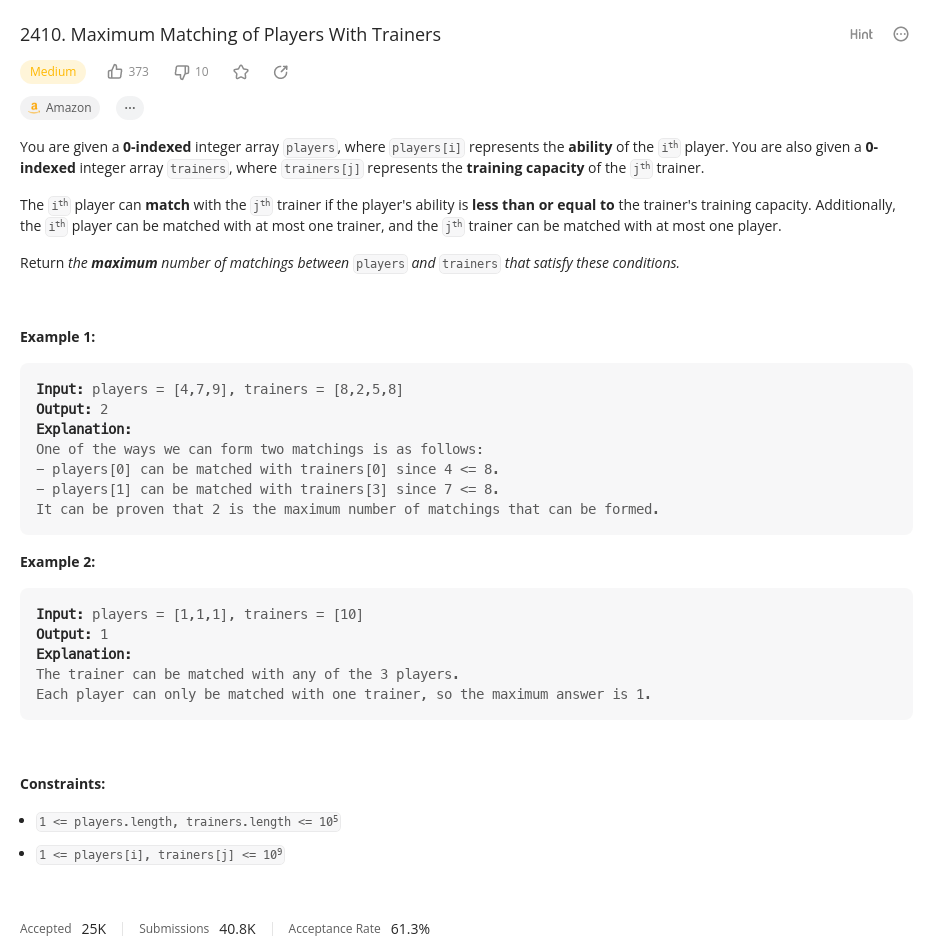 2410. Maximum Matching of Players With Trainers
Hint
Medium 373 10
a Amazon ...
You are given a 0-indexed integer array players, where players[i] represents the ability of the ith player. You are also given a 0-
indexed integer array trainers, where trainers[j] represents the training capacity of the jth trainer.
The ith player can match with the jth trainer if the player's ability is less than or equal to the trainer's training capacity. Additionally,
the ith player can be matched with at most one trainer, and the jth trainer can be matched with at most one player.
Return the maximum number of matchings between players and trainers that satisfy these conditions.
Example 1:
Input: players = [4,7,9], trainers = [8,2,5,8]
Output: 2
Explanation:
One of the ways we can form two matchings is as follows:
- players[0] can be matched with trainers[0] since 4 <= 8.
- players[1] can be matched with trainers[3] since 7 <= 8.
It can be proven that 2 is the maximum number of matchings that can be formed.
Example 2:
Input: players = [1,1,1], trainers = [10]
Output: 1
Explanation:
The trainer can be matched with any of the 3 players.
Each player can only be matched with one trainer, so the maximum answer is 1.
Constraints:
• 1 <= players.length, trainers.length <= 10⁵
• 1 <= players[i], trainers[j] <= 10⁹
Accepted 25K Submissions 40.8K Acceptance Rate 61.3%